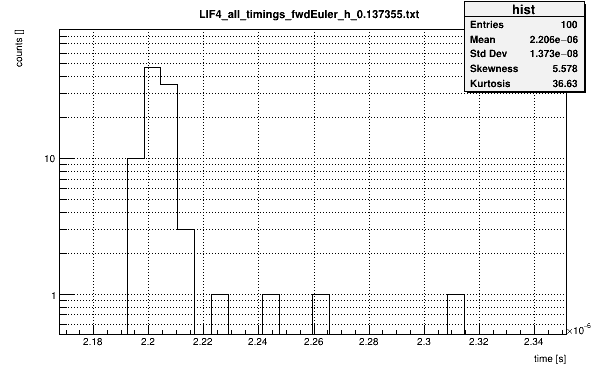 LIF4_all_timings_fwdEuler_h_0.137355.txt
hist
Entries 100
Mean 2.206e−06
Std Dev 1.373e−08
Skewness 5.578
Kurtosis 36.63
counts []
10
1
2.18 2.2 2.22 2.24 2.26 2.28 2.3 2.32 2.34
×10⁻⁶
time [s]